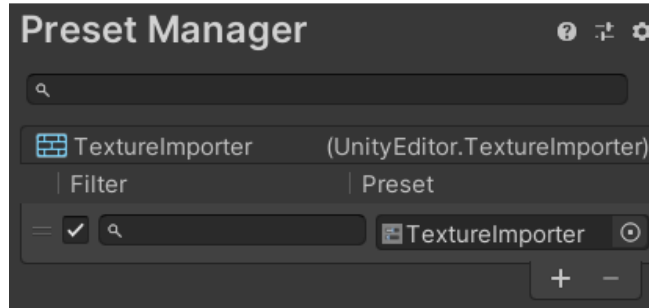 Preset Manager
TextureImporter (UnityEditor.TextureImporter)
Filter Preset
TextureImporter